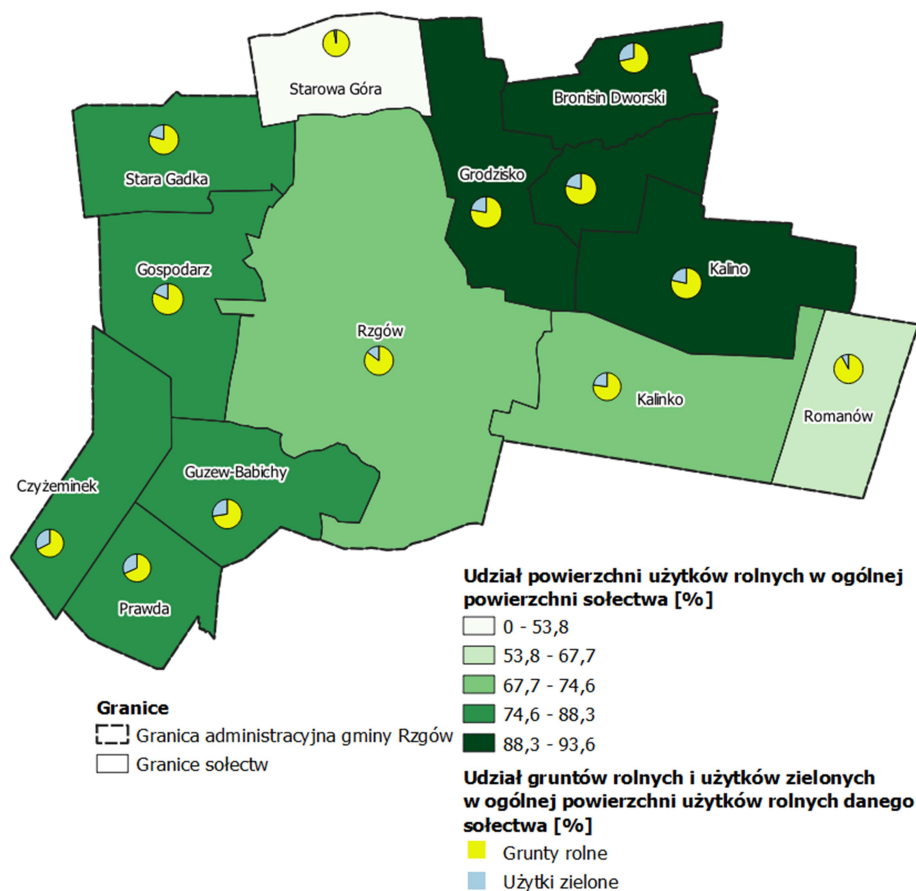 Starowa Góra
Bronisin Dworski
Stara Gadka
Grodzisko
Gospodarz
Kalino
Rzgów
Kalinko
Romanów
Guzew-Babichy
Czyżeminek
Prawda
Udział powierzchni użytków rolnych w ogólnej
powierzchni sołectwa [%]
0 - 53,8
53,8 - 67,7
67,7 - 74,6
74,6 - 88,3
88,3 - 93,6
Granice
Granica administracyjna gminy Rzgów
Granice sołectw
Udział gruntów rolnych i użytków zielonych
w ogólnej powierzchni użytków rolnych danego
sołectwa [%]
Grunty rolne
Użytki zielone